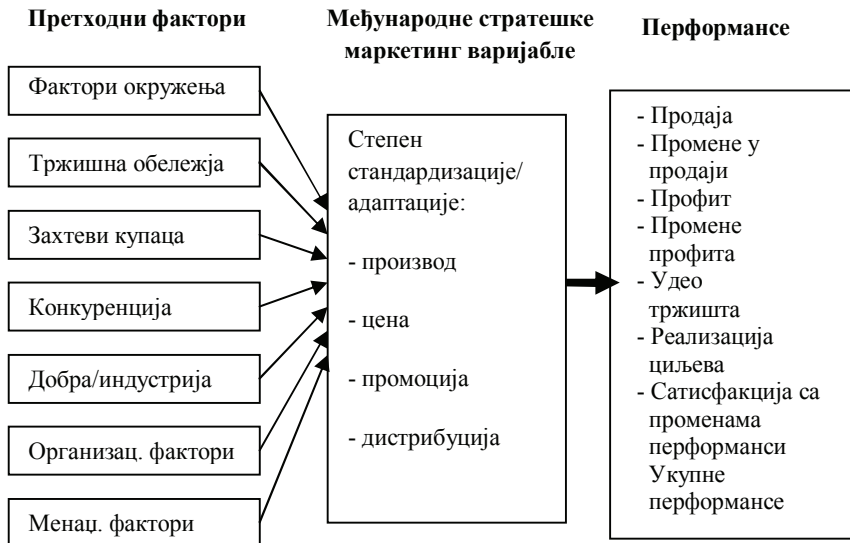 Претходни фактори
Фактори окружења
Тржишна обележја
Захтеви купаца
Конкуренција
Добра/индустрија
Организац. фактори
Менаџ. фактори
Међународне стратешке
маркетинг варијабле
Степен
стандардизације/
адаптације:
- производ
- цена
- промоција
- дистрибуција
Перформансе
- Продаја
- Промене у
продаји
- Профит
- Промене
профита
- Удео
тржишта
- Реализација
циљева
- Сатисфакција са
променама
перформанси
Укупне
перформансе